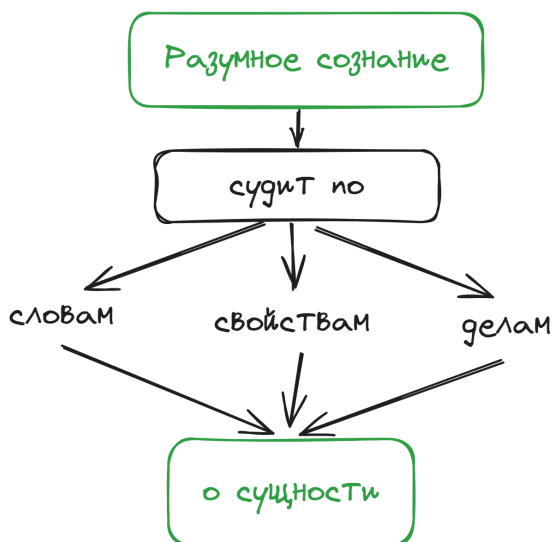 Разумное сознание
судит по
словам
свойствам
делам
о сущности